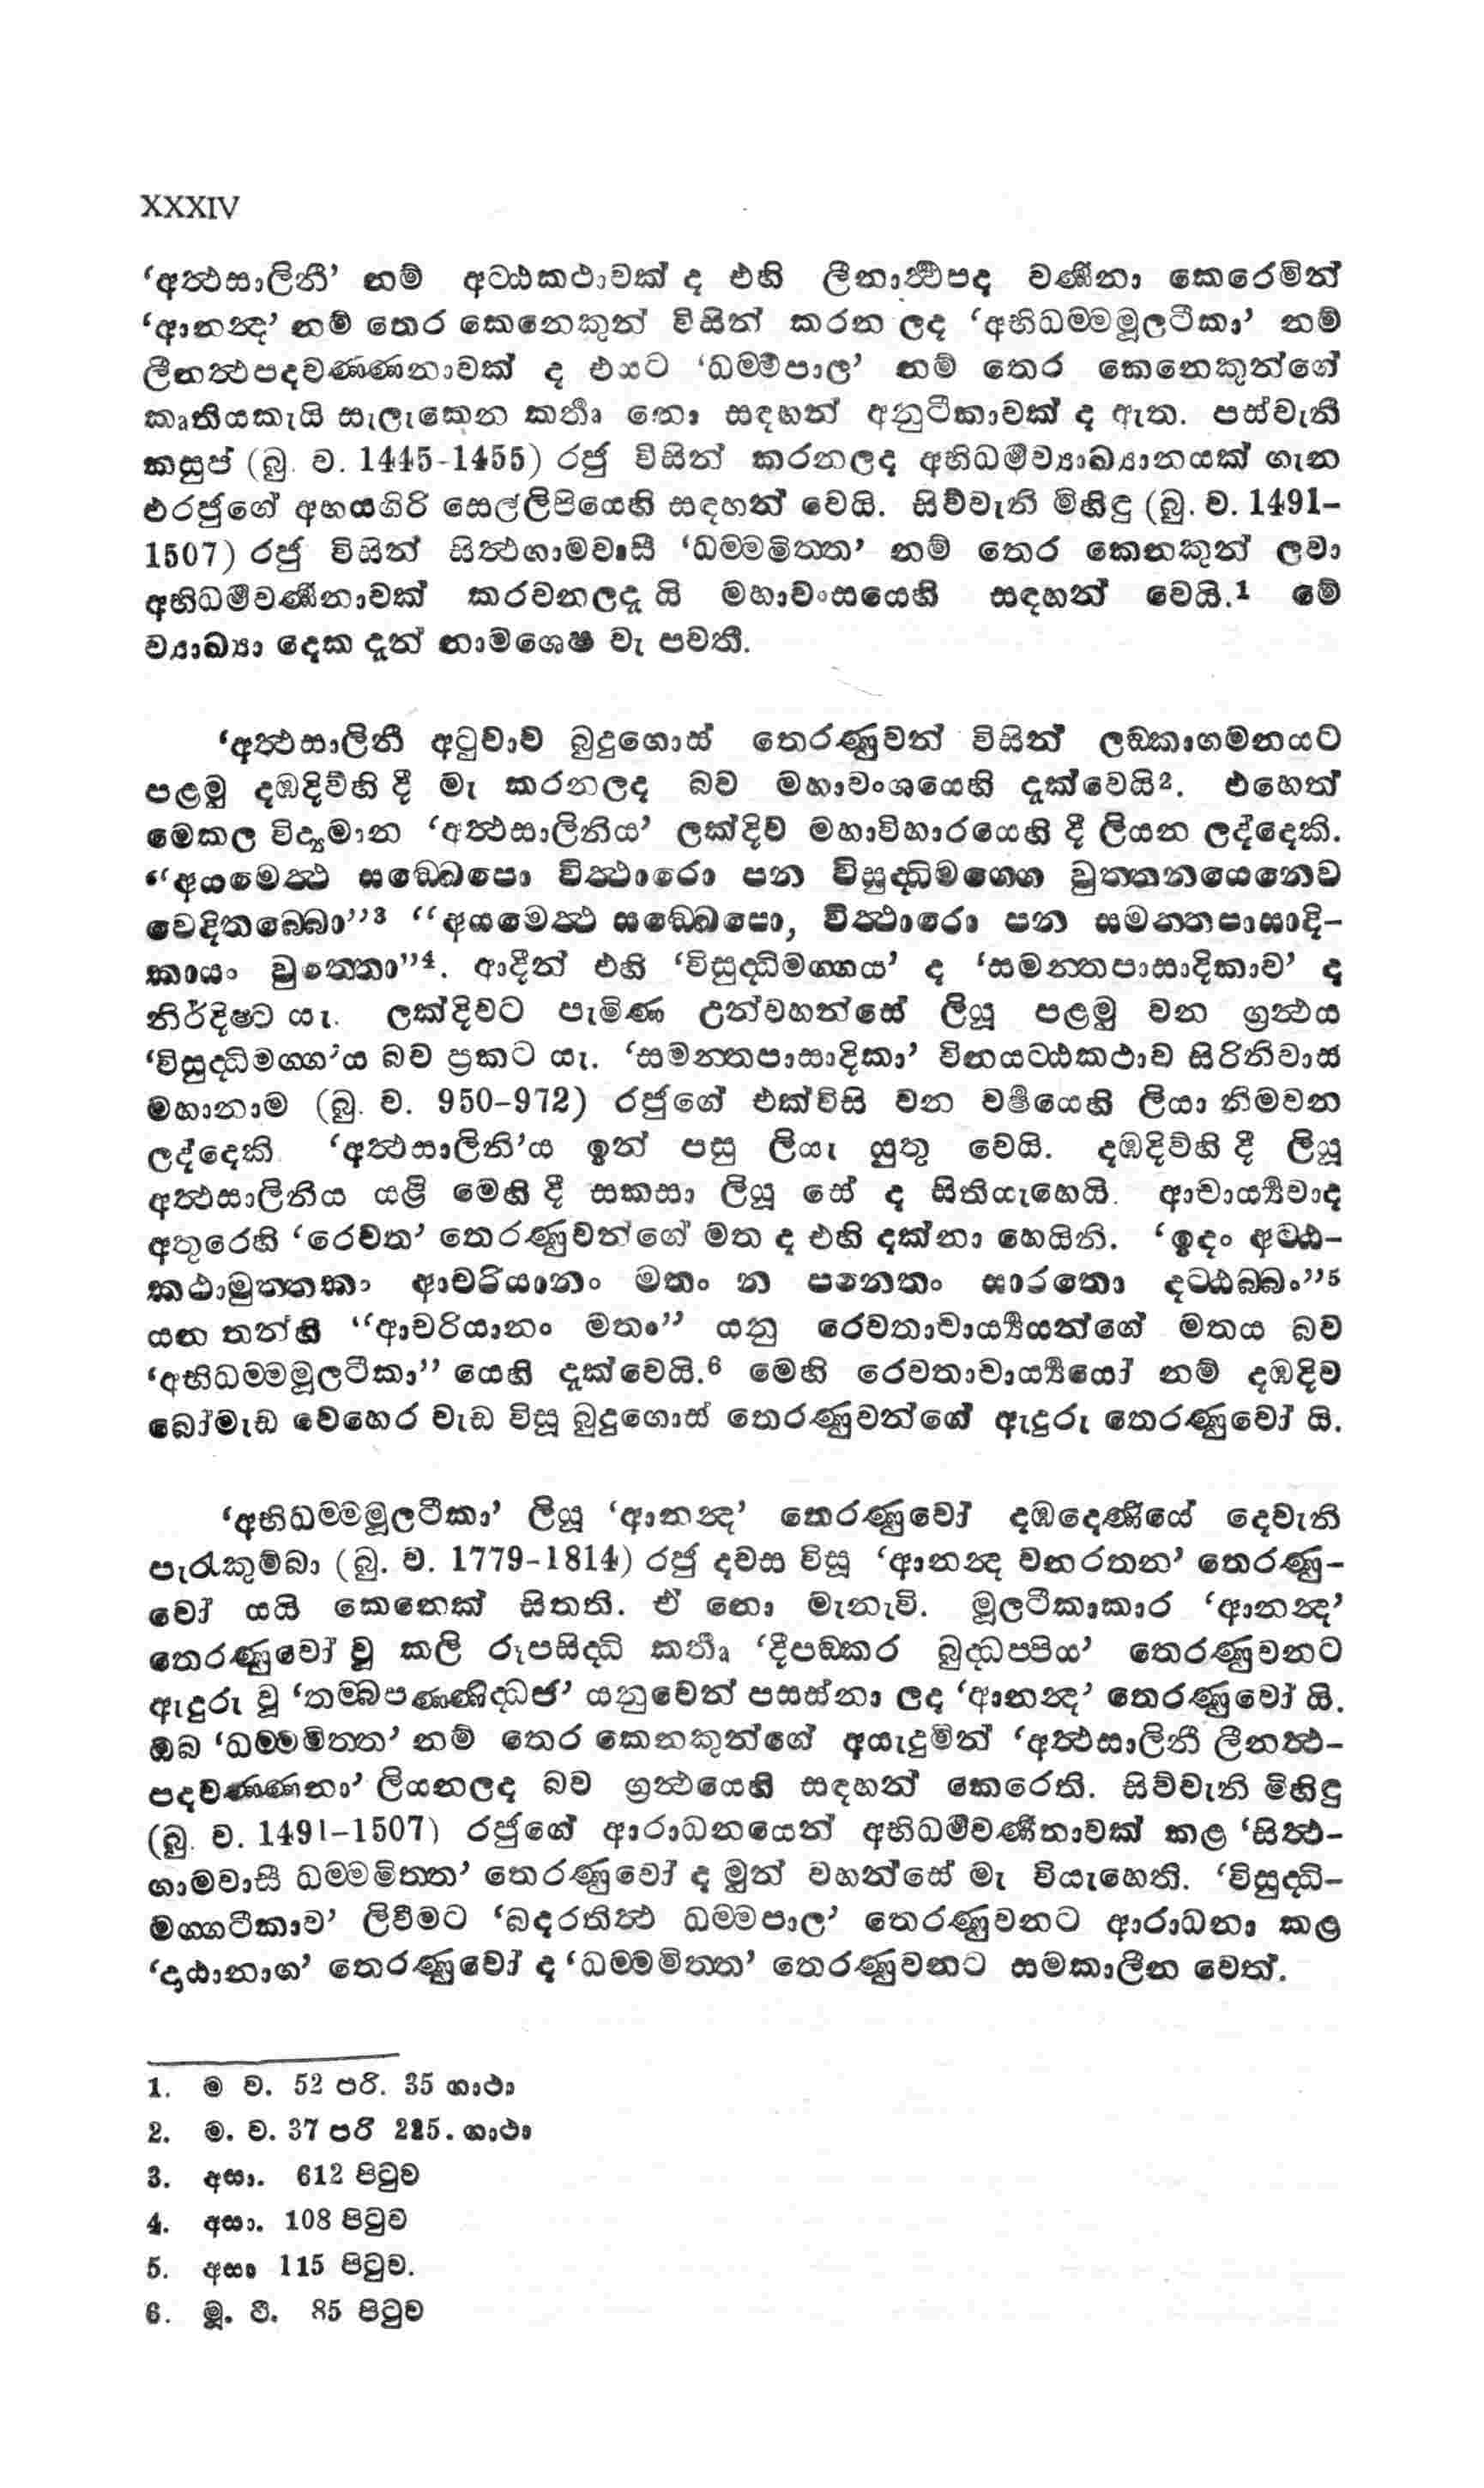 XXXIV
‘අත්‍ථසාලිනී’ නම් අට්ඨකථාවක් ද එහි ලීනාර්‍ත්‍ථපද වර්‍ණනා කෙරෙමින්
‘ආනන්‍ද’ නම් තෙර කෙනෙකුන් විසින් කරන ලද ‘අභිධම්මමූලටීකා’ නම්
ලීනත්‍ථපදවණ්ණනාවක් ද එයට ‘ධම්මපාල’ නම් තෙර කෙනෙකුන්ගේ
කෘතියකැයි සැලැකෙන කර්‍තෘ නො සඳහන් අනුටීකාවක් ද ඇත. පස්වැනි
කසුප් (බු. ව. 1445-1455) රජු විසින් කරනලද අභිධර්‍මව්‍යාඛ්‍යානයක් ගැන
එරජුගේ අභයගිරි සෙල්ලිපියෙහි සඳහන් වෙයි. සිව්වැනි මිහිඳු (බු. ව. 1491-
1507) රජු විසින් සිත්‍ථගාමවාසී ‘ධම්මමිත්ත’ නම් තෙර කෙනකුන් ලවා
අභිධර්‍මවර්‍ණනාවක් කරවනලදැ යි මහාවංසයෙහි සඳහන් වෙයි.1 මේ
ව්‍යාඛ්‍යා දෙක දැන් නාමශෙෂ වැ පවතී.
‘අත්‍ථසාලිනී අටුවාව බුදුගොස් තෙරණුවන් විසින් ලඞ්කාගමනයට
පළමු දඹදිව්හි දී මැ කරනලද බව මහාවංශයෙහි දැක්වෙයි2. එහෙත්
මෙකල විද්‍යමාන ‘අත්‍ථසාලිනිය’ ලක්දිව මහාවිහාරයෙහි දී ලියන ලද්දෙකි.
“අයමෙත්‍ථ සඞ්ඛෙපො විත්‍ථාරො පන විසුද්ධිමග්ගෙ වුත්තනයෙනෙව
වෙදිතබ්බො”3 “අයමෙත්‍ථ සඞ්ඛෙපො, විත්‍ථාරො පන සමන්තපාසාදි-
කායං වුත්තො”4. ආදීන් එහි ‘විසුද්ධිමග්ගය’ ද ‘සමන්තපාසාදිකාව’ ද
නිර්දිෂ්ට යැ. ලක්දිවට පැමිණ උන්වහන්සේ ලියූ පළමු වන ග්‍රන්‍ථය
‘විසුද්ධිමග්ග’ය බව ප්‍රකට යැ. ‘සමන්තපාසාදිකා’ විනයට්ඨකථාව සිරිනිවාස
මහානාම (බු. ව. 950-972) රජුගේ එක්විසි වන වර්‍ෂයෙහි ලියා නිමවන
ලද්දෙකි. ‘අත්‍ථසාලිනි’ය ඉන් පසු ලියැ යුතු වෙයි. දඹදිව්හි දී ලියූ
අත්‍ථසාලිනිය යළි මෙහි දී සකසා ලියූ සේ ද සිතියැහෙයි. ආචාර්‍ය්‍යවාද
අතුරෙහි ‘රෙවත’ තෙරණුවන්ගේ මත ද එහි දක්නා හෙයිනි. ‘ඉදං අට්ඨ-
කථාමුත්තකා ආචරියානං මතං න පනෙතං සාරතො දට්ඨබ්බං”5
යන තන්හි “ආචරියානං මතං” යනු රෙවතාචාර්‍ය්‍යයන්ගේ මතය බව
‘අභිධම්මමූලටීකා” යෙහි දැක්වෙයි.6 මෙහි රෙවතාචාර්‍ය්‍යයෝ නම් දඹදිව
බෝමැඩ වෙහෙර වැඩ විසූ බුදුගොස් තෙරණුවන්ගේ ඇදුරු තෙරණුවෝ යි.
‘අභිධම්මමූලටීකා’ ලියූ ‘ආනන්‍ද’ තෙරණුවෝ දඹදෙණියේ දෙවැනි
පැරැකුම්බා (බු. ව. 1779-1814) රජු දවස විසූ ‘ආනන්‍ද වනරතන’ තෙරණු-
වෝ යයි කෙනෙක් සිතති. ඒ නො මැනැවි. මූලටීකාකාර ‘ආනන්‍ද’
තෙරණුවෝ වූ කලි රූපසිද්ධි කර්‍තෘ ‘දීපඞ්කර බුද්ධප්පිය’ තෙරණුවනට
ඇදුරු වූ ‘තම්බපණ්ණිද්ධජ’ යනුවෙන් පසස්නා ලද ‘ආනන්‍ද’ තෙරණුවෝ යි.
ඔබ ‘ධම්මමිත්ත’ නම් තෙර කෙනකුන්ගේ අයැදුමින් ‘අත්‍ථසාලිනී ලීනත්‍ථ-
පදවණ්ණනා’ ලියනලද බව ග්‍රන්‍ථයෙහි සඳහන් කෙරෙති. සිව්වැනි මිහිඳු
(බු. ව. 1491-1507) රජුගේ ආරාධනයෙන් අභිධර්‍මවර්‍ණනාවක් කළ ‘සිත්‍ථ-
ගාමවාසී ධම්මමිත්ත’ තෙරණුවෝ ද මුන් වහන්සේ මැ වියැහෙති. ‘විසුද්ධි-
මග්ගටීකාව’ ලිවීමට ‘බදරතිත්‍ථ ධම්මපාල’ තෙරණුවනට ආරාධනා කළ
‘දාඨානාග’ තෙරණුවෝ ද ‘ධම්මමිත්ත’ තෙරණුවනට සමකාලීන වෙත්.
1. ම ව. 52 පරි. 35 ගාථා
2. ම. ව. 37 පරි 225. ගාථා
3. අසා. 612 පිටුව
4. අසා. 108 පිටුව
5. අසා 115 පිටුව.
6. මූ. ටී. 85 පිටුව